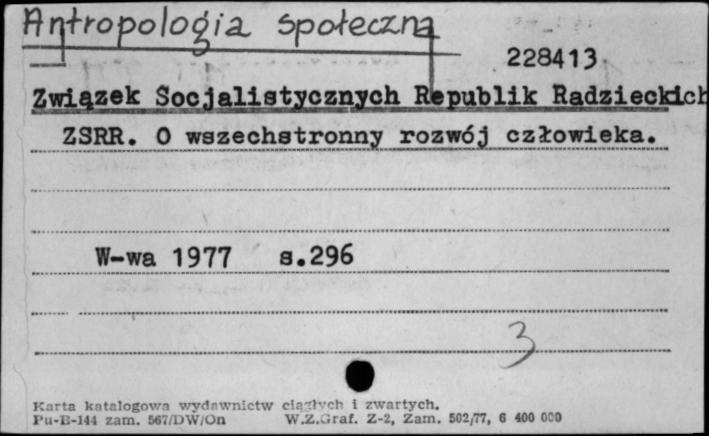 Antropologia społeczna
228413
Związek Socjalistycznych Republik Radzieckich
ZSRR. O wszechstronny rozwój człowieka.
W-wa 1977 s.296
3
Karta katalogowa wydawnictw ciągłych i zwartych.
Pu-B-144 zam. 567/DW/On W.Z.Graf. Z-2, Zam. 502/77, 6 400 000